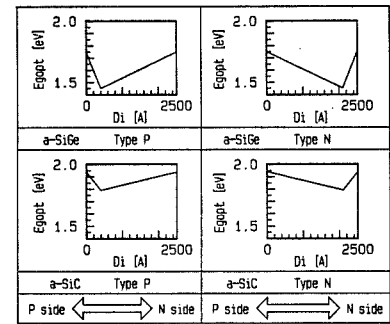 2.0
Egopt [eV]
1.5
0
2500
Di [A]
2.0
Egopt [eV]
1.5
0
2500
Di [A]
a-SiGe Type P
a-SiGe Type N
2.0
Egopt [eV]
1.5
0
2500
Di [A]
2.0
Egopt [eV]
1.5
0
2500
Di [A]
a-SiC Type P
a-SiC Type N
P side N side
P side N side